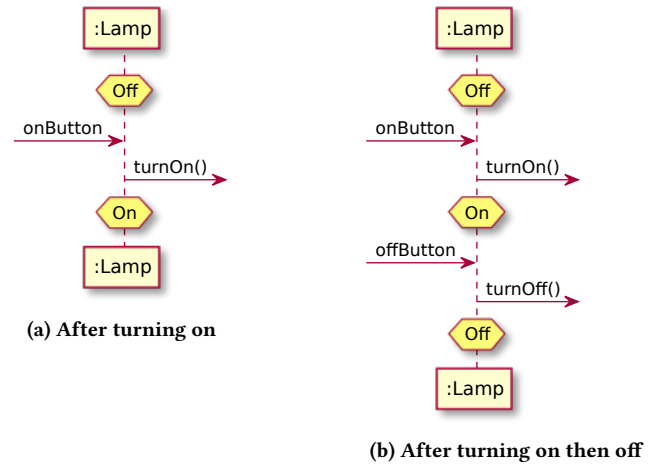 :Lamp
Off
onButton
turnOn()
On
:Lamp
(a) After turning on
:Lamp
Off
onButton
turnOn()
On
offButton
turnOff()
Off
:Lamp
(b) After turning on then off